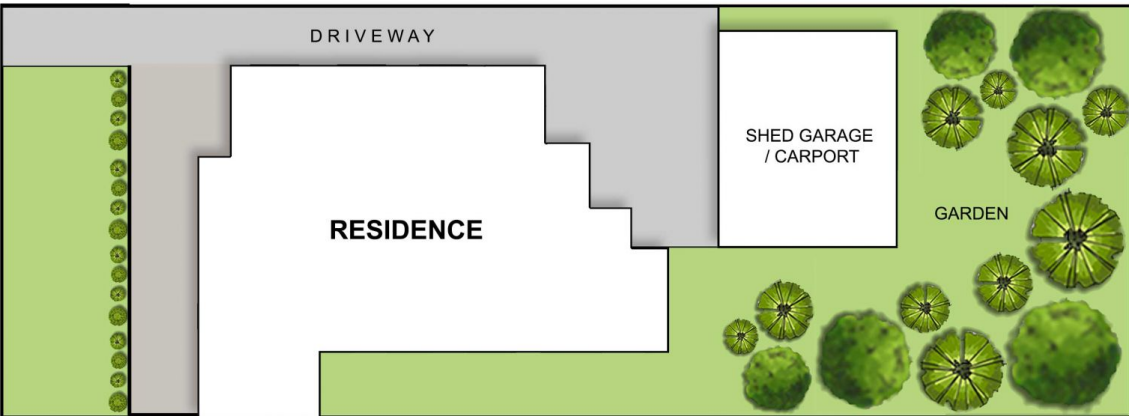 DRIVEWAY
SHED GARAGE
/ CARPORT
GARDEN
RESIDENCE